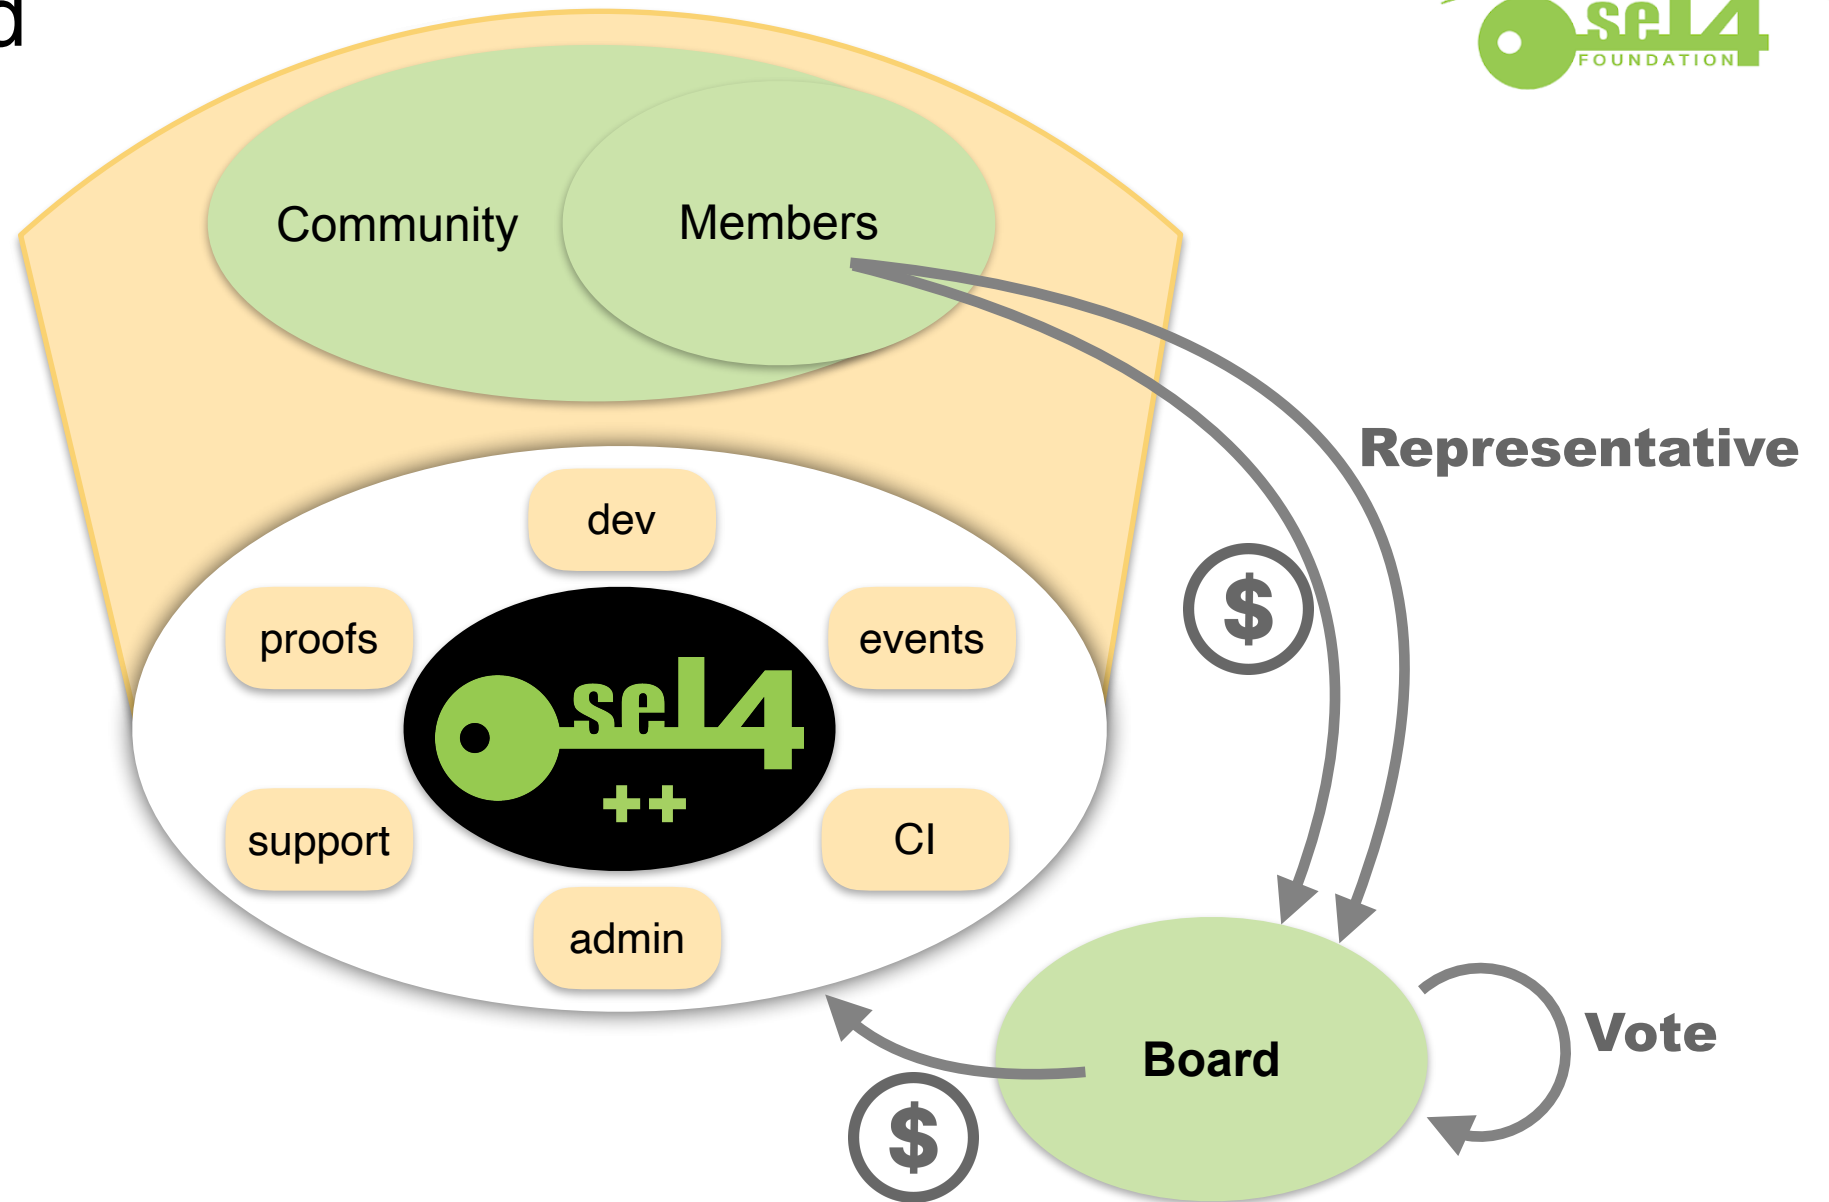 d
seL4
FOUNDATION
Community
Members
Representative
dev
$
proofs
events
seL4
++
support
CI
admin
Board
Vote
$